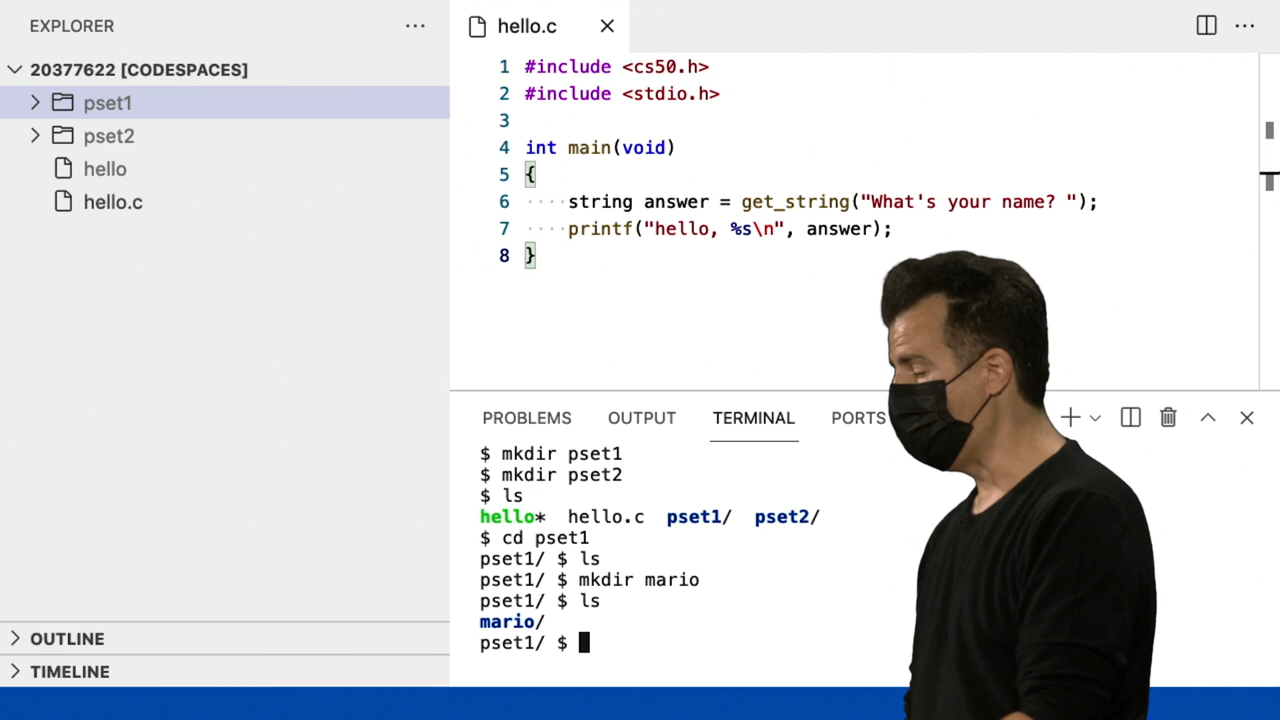 EXPLORER
20377622 [CODESPACES]
pset1
pset2
hello
hello.c
OUTLINE
TIMELINE
hello.c
1 #include <cs50.h>
2 #include <stdio.h>
3
4 int main(void)
5 {
6 ····string answer = get_string("What's your name? ");
7 ····printf("hello, %s\n", answer);
8 }
PROBLEMS OUTPUT TERMINAL PORTS
$ mkdir pset1
$ mkdir pset2
$ ls
hello* hello.c pset1/ pset2/
$ cd pset1
pset1/ $ ls
pset1/ $ mkdir mario
pset1/ $ ls
mario/
pset1/ $